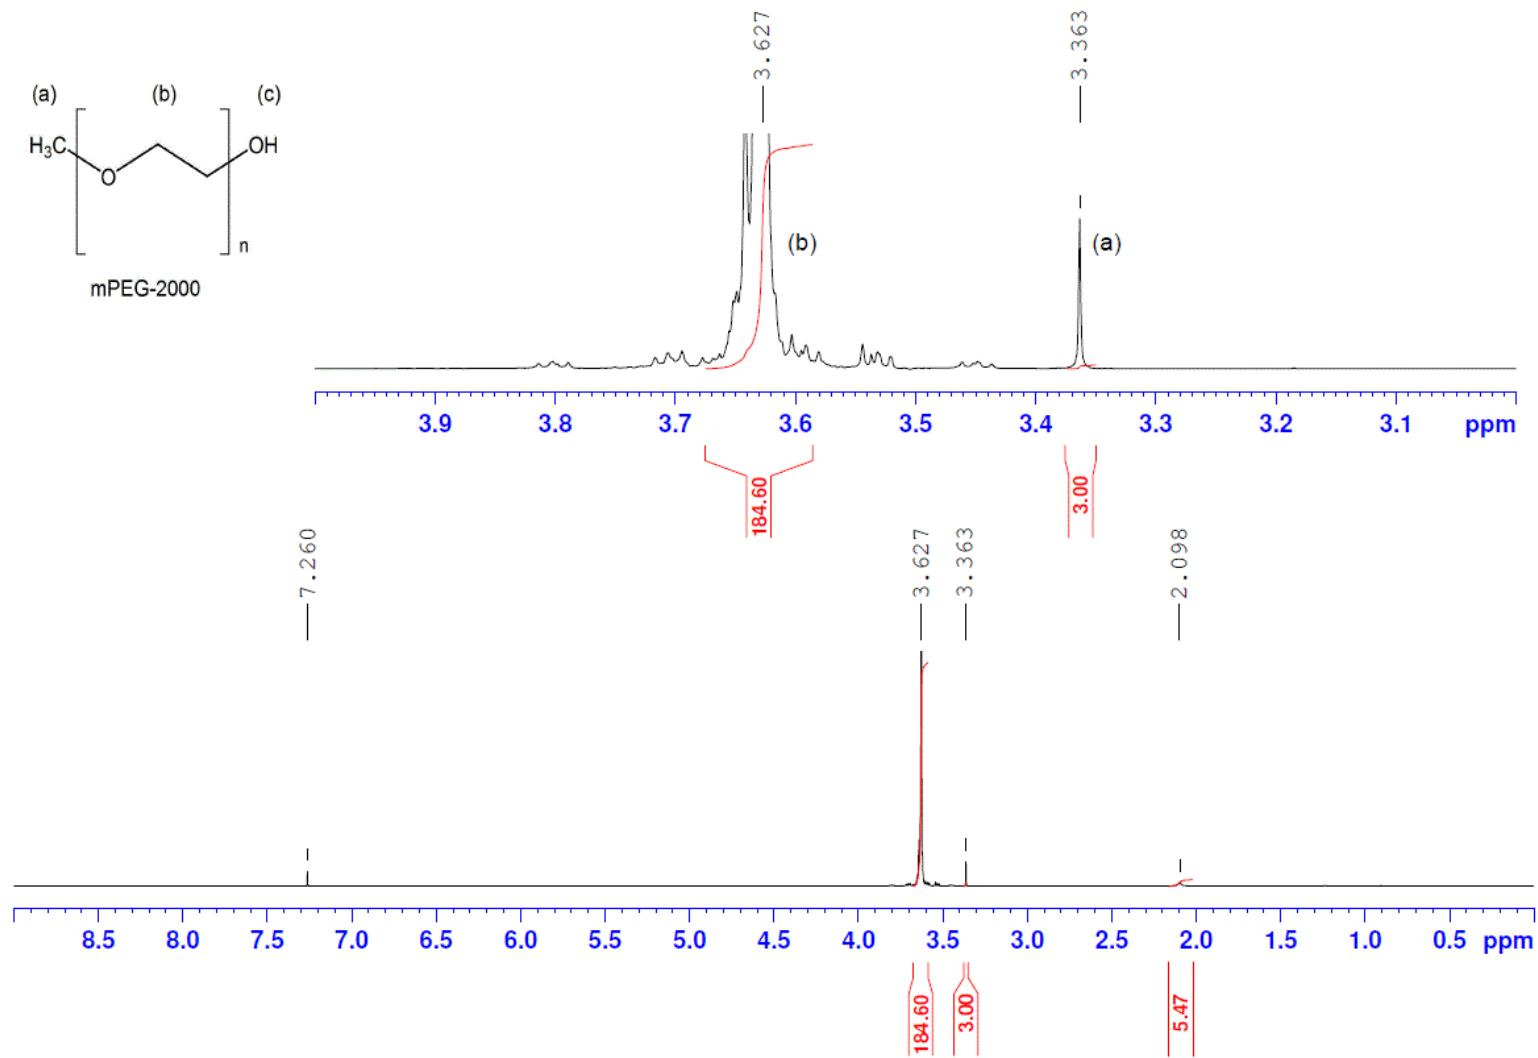 3.627
3.363
(a)
(b)
(c)
H₃C
O
OH
n
mPEG-2000
(b)
(a)
3.9 3.8 3.7 3.6 3.5 3.4 3.3 3.2 3.1 ppm
184.60
3.00
7.260
3.627
3.363
2.098
8.5 8.0 7.5 7.0 6.5 6.0 5.5 5.0 4.5 4.0 3.5 3.0 2.5 2.0 1.5 1.0 0.5 ppm
184.60
3.00
5.47